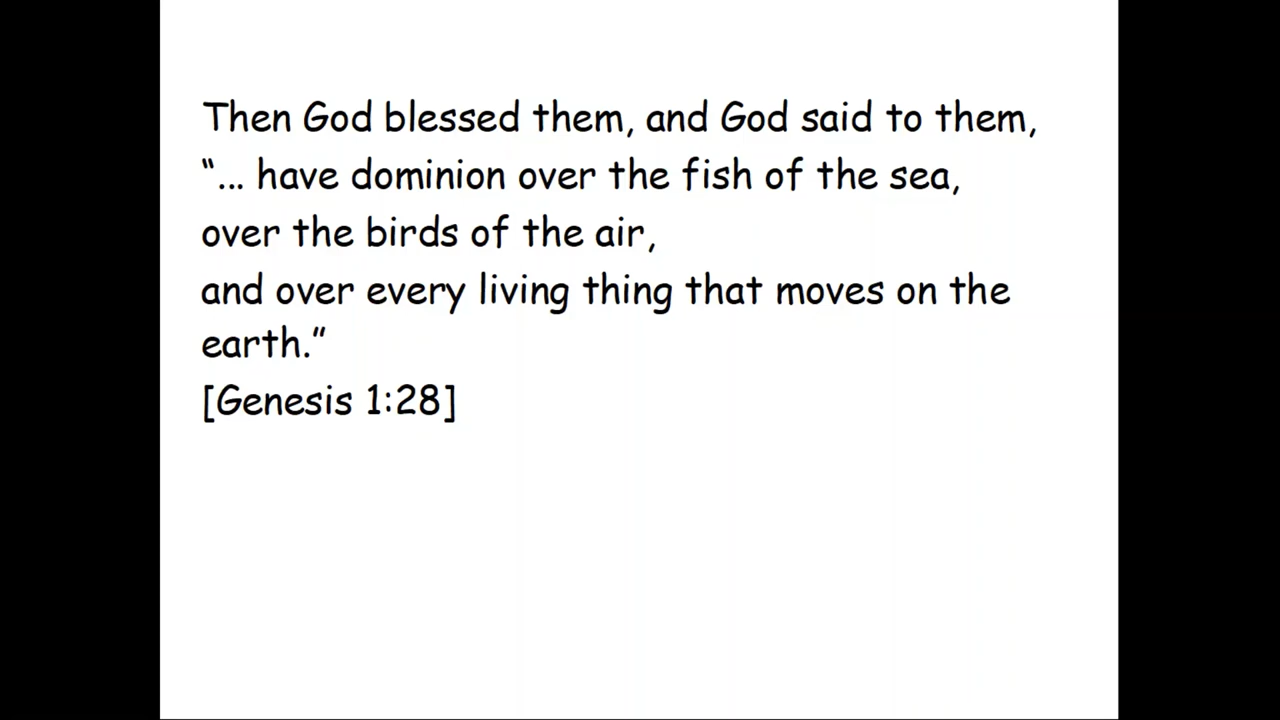 Then God blessed them, and God said to them,
“... have dominion over the fish of the sea,
over the birds of the air,
and over every living thing that moves on the
earth.”
[Genesis 1:28]